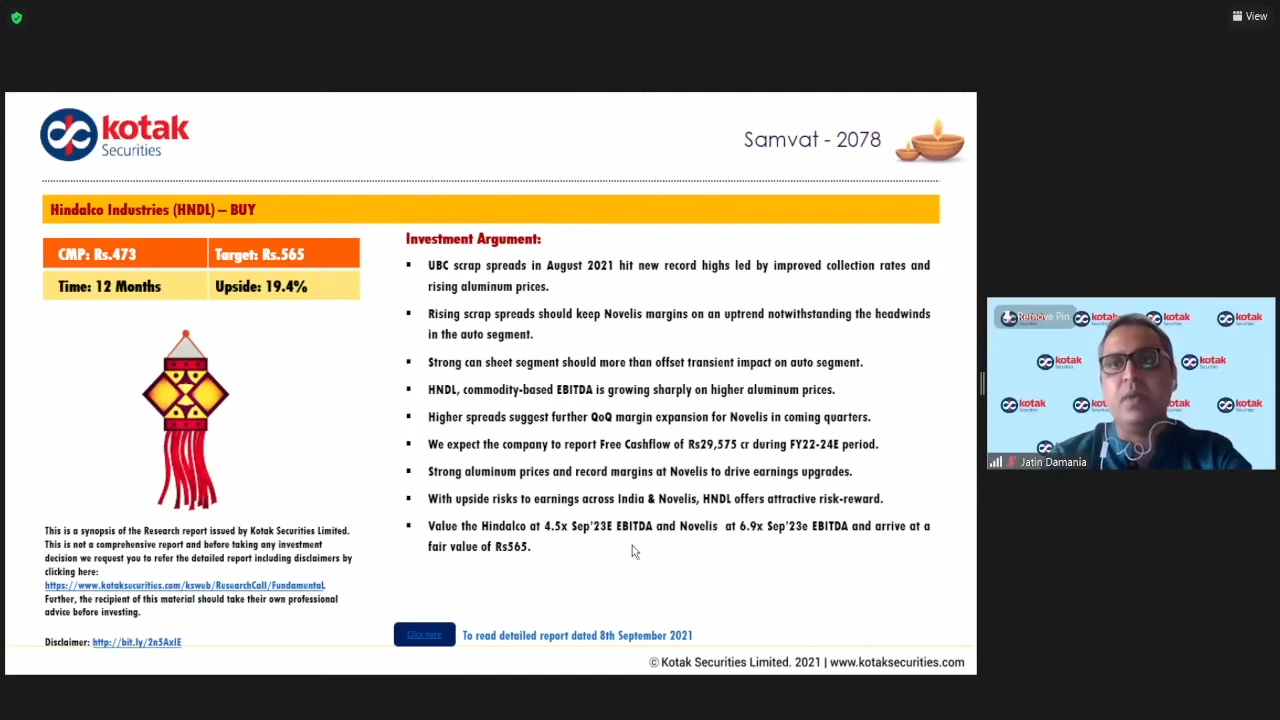 View
kotak
Securities
Samvat - 2078
Hindalco Industries (HNDL) – BUY
CMP: Rs.473
Target: Rs.565
Time: 12 Months
Upside: 19.4%
Investment Argument:
▪ UBC scrap spreads in August 2021 hit new record highs led by improved collection rates and
rising aluminum prices.
▪ Rising scrap spreads should keep Novelis margins on an uptrend notwithstanding the headwinds
in the auto segment.
▪ Strong can sheet segment should more than offset transient impact on auto segment.
▪ HNDL, commodity-based EBITDA is growing sharply on higher aluminum prices.
▪ Higher spreads suggest further QoQ margin expansion for Novelis in coming quarters.
▪ We expect the company to report Free Cashflow of Rs29,575 cr during FY22-24E period.
▪ Strong aluminum prices and record margins at Novelis to drive earnings upgrades.
▪ With upside risks to earnings across India & Novelis, HNDL offers attractive risk-reward.
▪ Value the Hindalco at 4.5x Sep'23E EBITDA and Novelis at 6.9x Sep'23e EBITDA and arrive at a
fair value of Rs565.
This is a synopsis of the Research report issued by Kotak Securities Limited.
This is not a comprehensive report and before taking any investment
decision we request you to refer the detailed report including disclaimers by
clicking here:
https://www.kotaksecurities.com/ksweb/ResearchCall/Fundamental.
Further, the recipient of this material should take their own professional
advice before investing.
Disclaimer: http://bit.ly/2n5AxIE
Click here
To read detailed report dated 8th September 2021
© Kotak Securities Limited. 2021 | www.kotaksecurities.com
Remove Pin
kotak
kotak
kotak
kotak
kotak
kotak
kotak
kotak
Jatin Damania